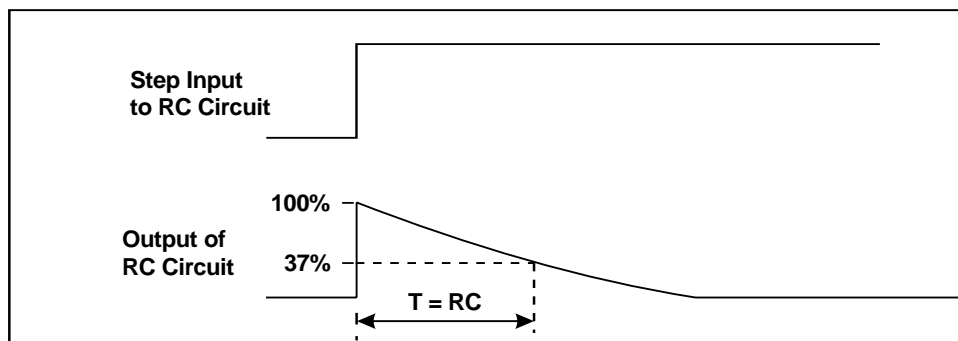 Step Input
to RC Circuit
100%
Output of
RC Circuit
37%
T = RC